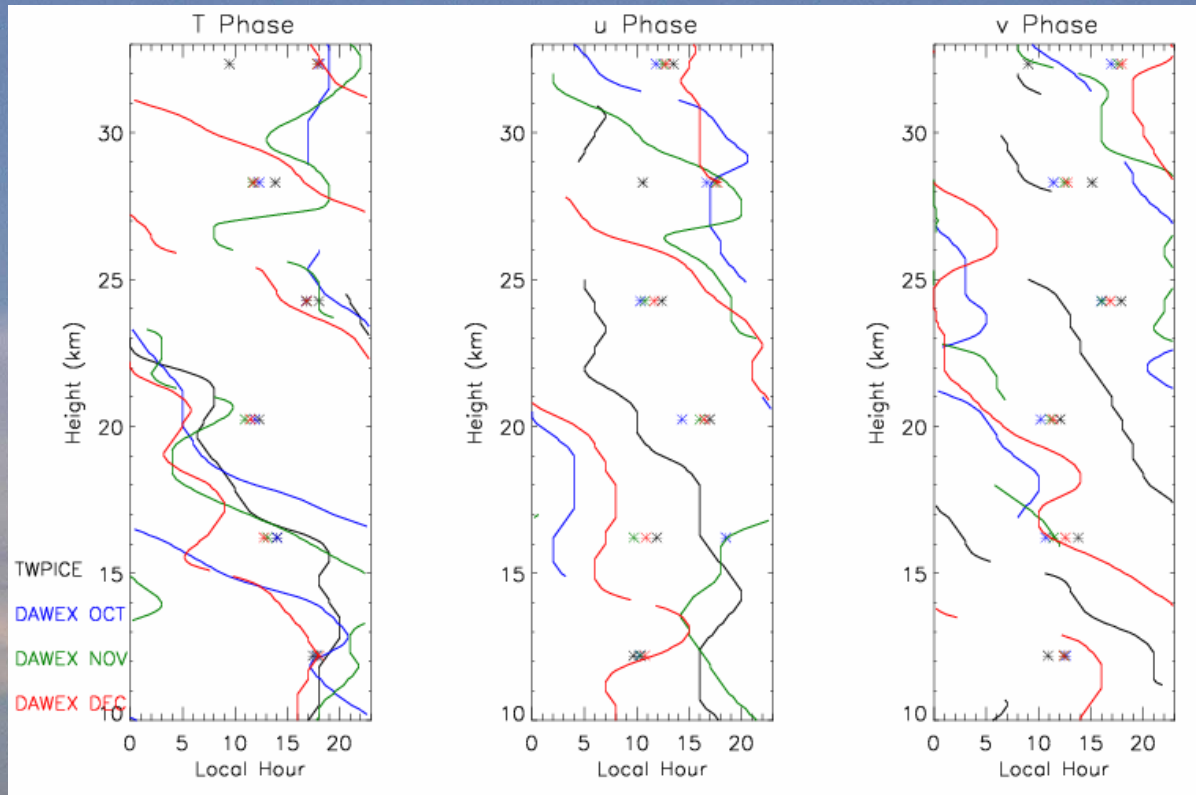 T Phase
u Phase
v Phase
Height (km)
30
25
20
15
10
0 5 10 15 20
Local Hour
Height (km)
30
25
20
15
10
0 5 10 15 20
Local Hour
Height (km)
30
25
20
15
10
0 5 10 15 20
Local Hour
TWPICE
DAWEX OCT
DAWEX NOV
DAWEX DEC